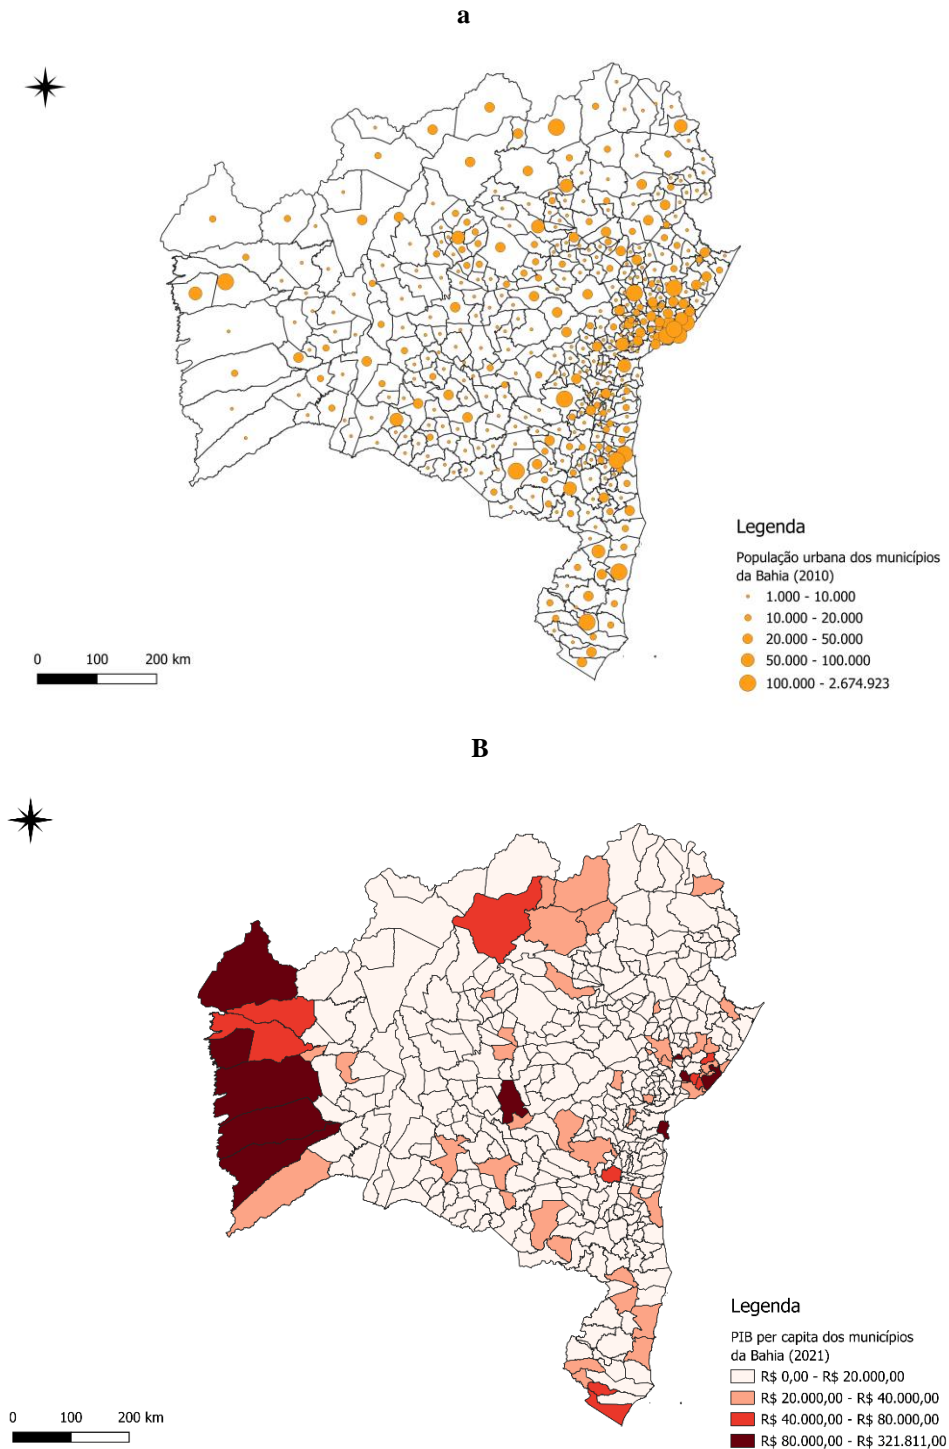 a
Legenda
População urbana dos municípios
da Bahia (2010)
1.000 - 10.000
10.000 - 20.000
20.000 - 50.000
50.000 - 100.000
100.000 - 2.674.923
0 100 200 km
B
Legenda
PIB per capita dos municípios
da Bahia (2021)
R$ 0,00 - R$ 20.000,00
R$ 20.000,00 - R$ 40.000,00
R$ 40.000,00 - R$ 80.000,00
R$ 80.000,00 - R$ 321.811,00
0 100 200 km